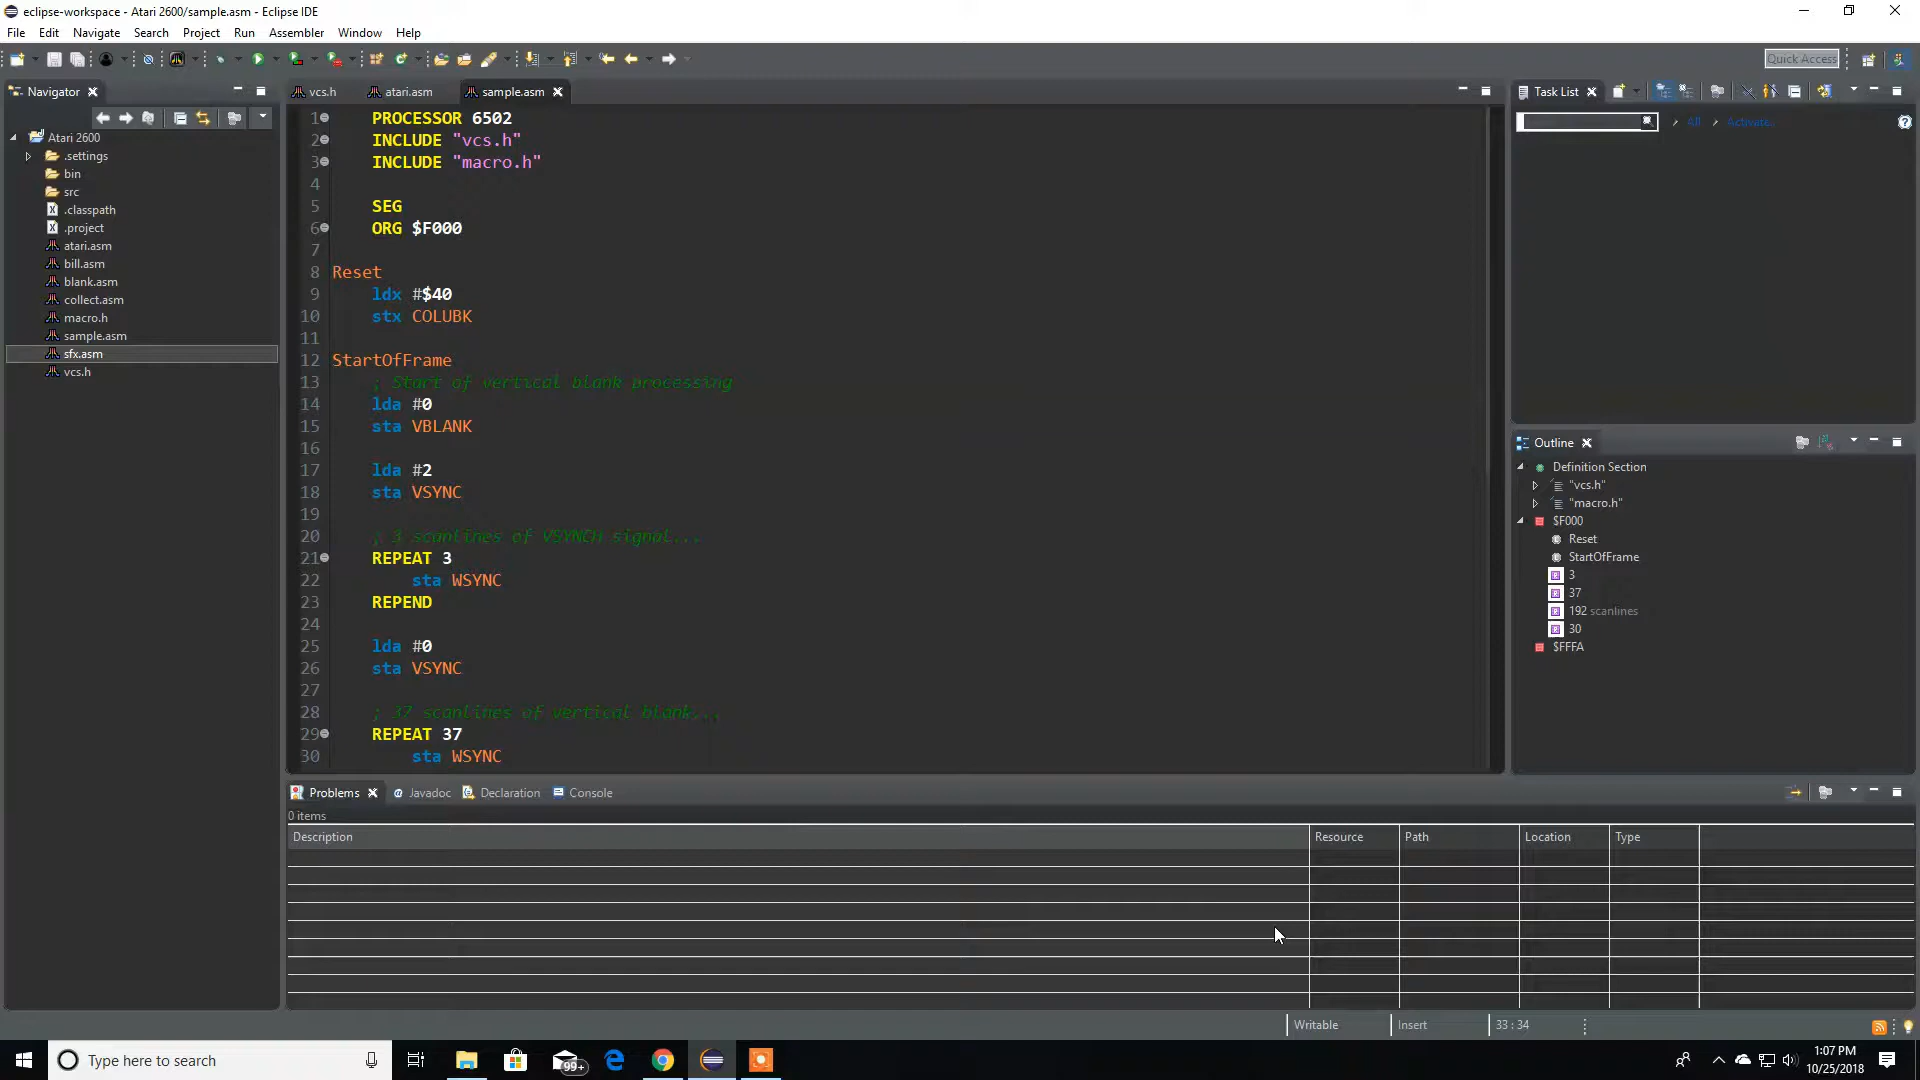 eclipse-workspace - Atari 2600/sample.asm - Eclipse IDE
File Edit Navigate Search Project Run Assembler Window Help
Quick Access
Navigator
Atari 2600
.settings
bin
src
.classpath
.project
atari.asm
bill.asm
blank.asm
collect.asm
macro.h
sample.asm
sfx.asm
vcs.h
vcs.h atari.asm sample.asm
1 PROCESSOR 6502
2 INCLUDE "vcs.h"
3 INCLUDE "macro.h"
4
5 SEG
6 ORG $F000
7
8 Reset
9 ldx #$40
10 stx COLUBK
11
12 StartOfFrame
13 ; Start of vertical blank processing
14 lda #0
15 sta VBLANK
16
17 lda #2
18 sta VSYNC
19
20 ; 3 scanlines of VSYNCH signal...
21 REPEAT 3
22 sta WSYNC
23 REPEND
24
25 lda #0
26 sta VSYNC
27
28 ; 37 scanlines of vertical blank...
29 REPEAT 37
30 sta WSYNC
Task List
All Activate...
Outline
Definition Section
"vcs.h"
"macro.h"
$F000
Reset
StartOfFrame
3
37
192 scanlines
30
$FFFA
Problems Javadoc Declaration Console
0 items
Description Resource Path Location Type
Writable Insert 33 : 34
Type here to search
99+
1:07 PM
10/25/2018